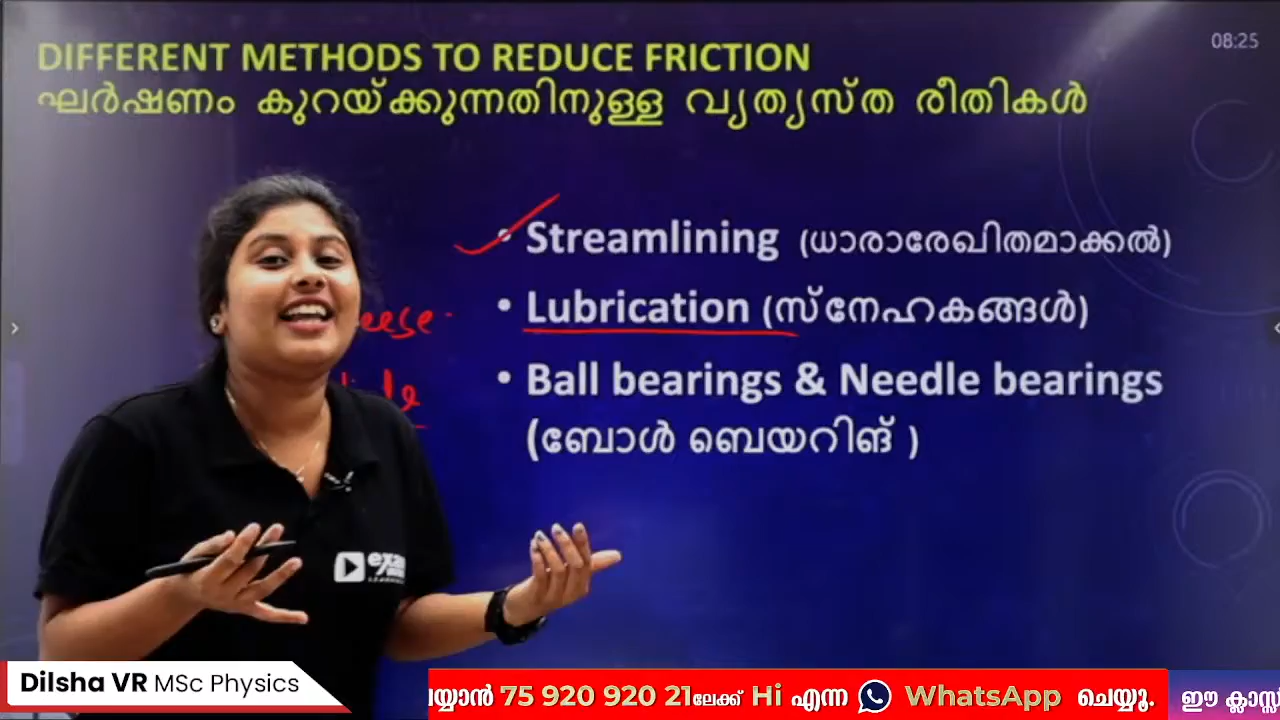 08:25
DIFFERENT METHODS TO REDUCE FRICTION
ഘർഷണം കുറയ്ക്കുന്നതിനുള്ള വ്യത്യസ്ത രീതികൾ
• Streamlining (ധാരാരേഖിതമാക്കൽ)
• Lubrication (സ്നേഹകങ്ങൾ)
• Ball bearings & Needle bearings
(ബോൾ ബെയറിങ് )
Dilsha VR MSc Physics
75 920 920 21ലേക്ക് Hi എന്ന WhatsApp ചെയ്യൂ. ഈ